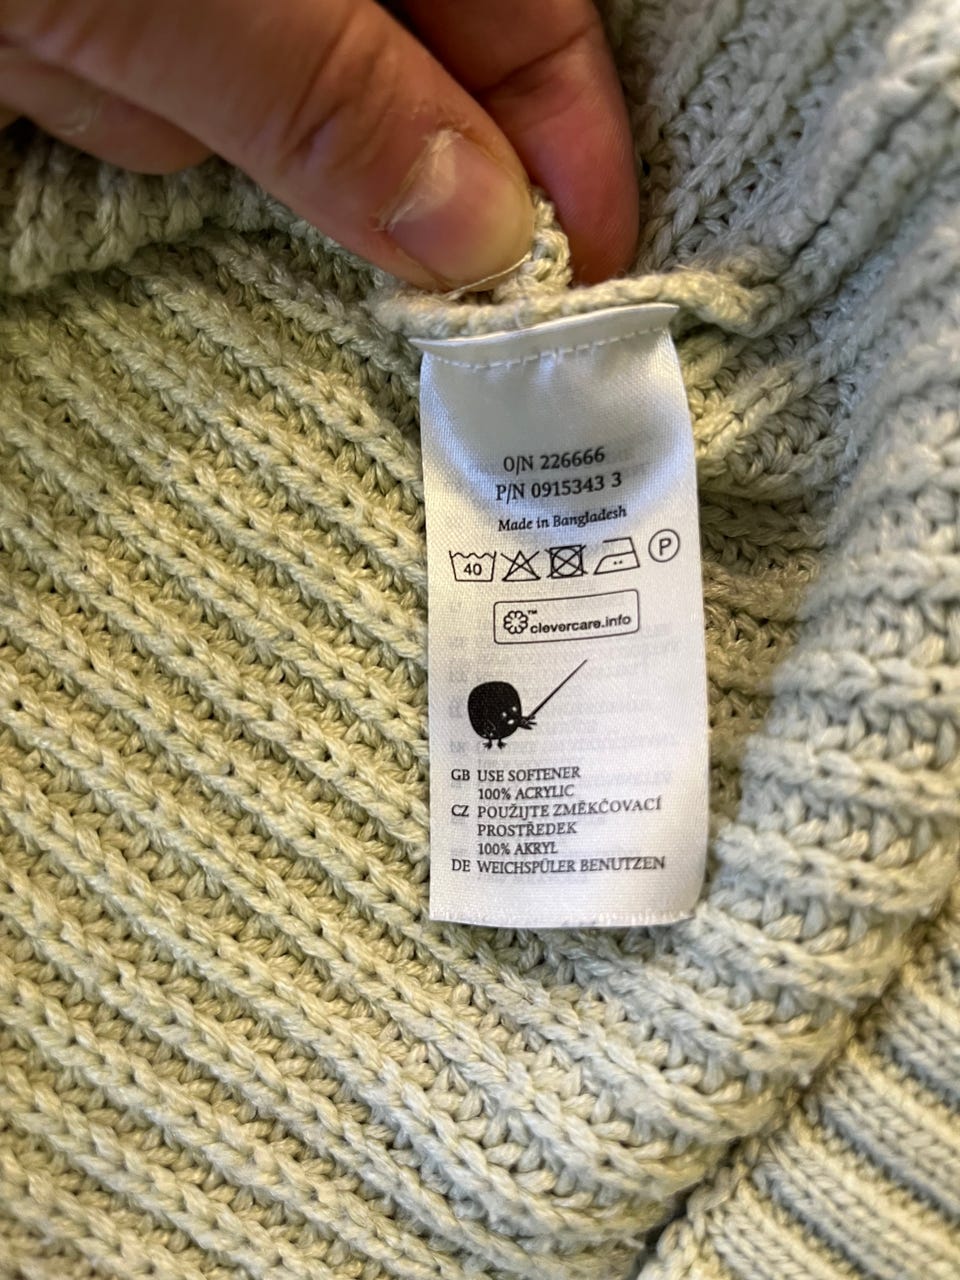 O/N 226666
P/N 0915343 3
Made in Bangladesh
40 P
™ clevercare.info
GB USE SOFTENER
100% ACRYLIC
CZ POUŽIJTE ZMĚKČOVACÍ
PROSTŘEDEK
100% AKRYL
DE WEICHSPÜLER BENUTZEN